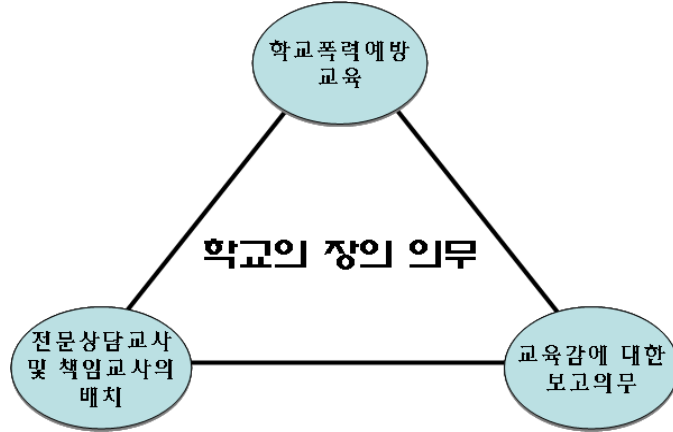 학교폭력예방
교육
학교의 장의 의무
전문상담교사
및 책임교사의
배치
교육감에 대한
보고의무